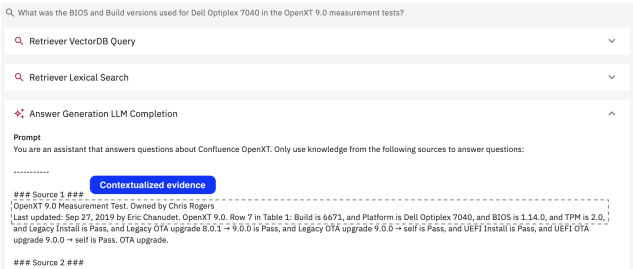 What was the BIOS and Build versions used for Dell Optiplex 7040 in the OpenXT 9.0 measurement tests?
Retriever VectorDB Query
Retriever Lexical Search
Answer Generation LLM Completion
Prompt
You are an assistant that answers questions about Confluence OpenXT. Only use knowledge from the following sources to answer questions:
-----------
### Source 1 ###
Contextualized evidence
OpenXT 9.0 Measurement Test. Owned by Chris Rogers
Last updated: Sep 27, 2019 by Eric Chanudet. OpenXT 9.0. Row 7 in Table 1: Build is 6671, and Platform is Dell Optiplex 7040, and BIOS is 1.14.0, and TPM is 2.0,
and Legacy Install is Pass, and Legacy OTA upgrade 8.0.1 → 9.0.0 is Pass, and Legacy OTA upgrade 9.0.0 → self is Pass, and UEFI Install is Pass, and UEFI OTA
upgrade 9.0.0 → self is Pass. OTA upgrade.
### Source 2 ###